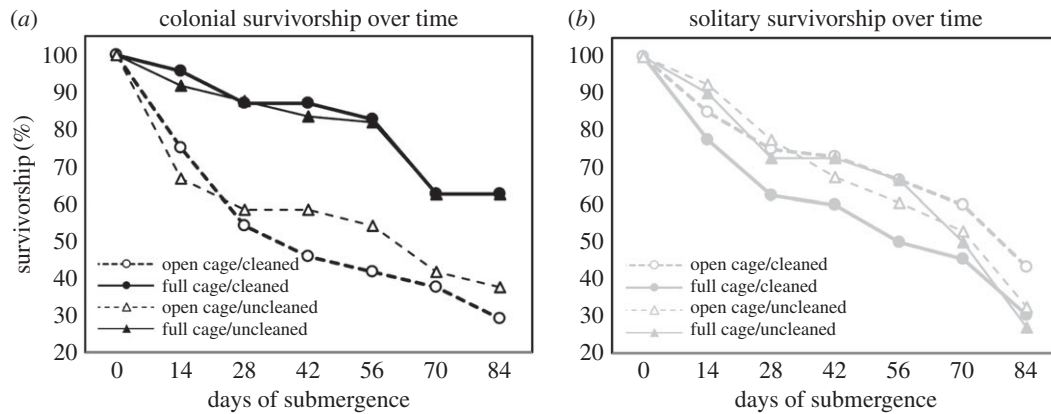 (a) colonial survivorship over time
survivorship (%)
100
90
80
70
60
50
40
30
20
open cage/cleaned
full cage/cleaned
open cage/uncleaned
full cage/uncleaned
0 14 28 42 56 70 84
days of submergence
(b) solitary survivorship over time
100
90
80
70
60
50
40
30
20
open cage/cleaned
full cage/cleaned
open cage/uncleaned
full cage/uncleaned
0 14 28 42 56 70 84
days of submergence